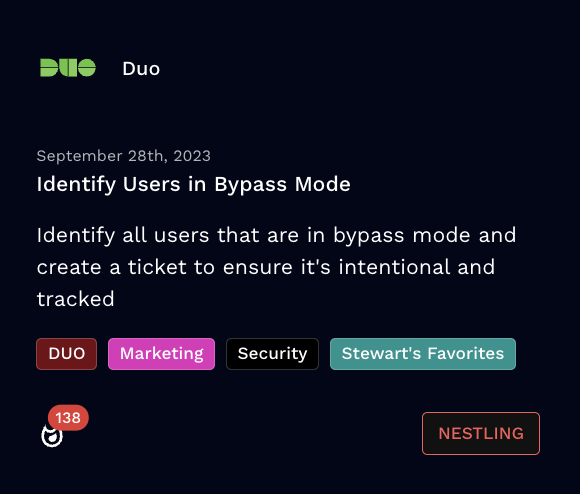 DUO Duo
September 28th, 2023
Identify Users in Bypass Mode
Identify all users that are in bypass mode and
create a ticket to ensure it's intentional and
tracked
DUO Marketing Security Stewart's Favorites
138
NESTLING